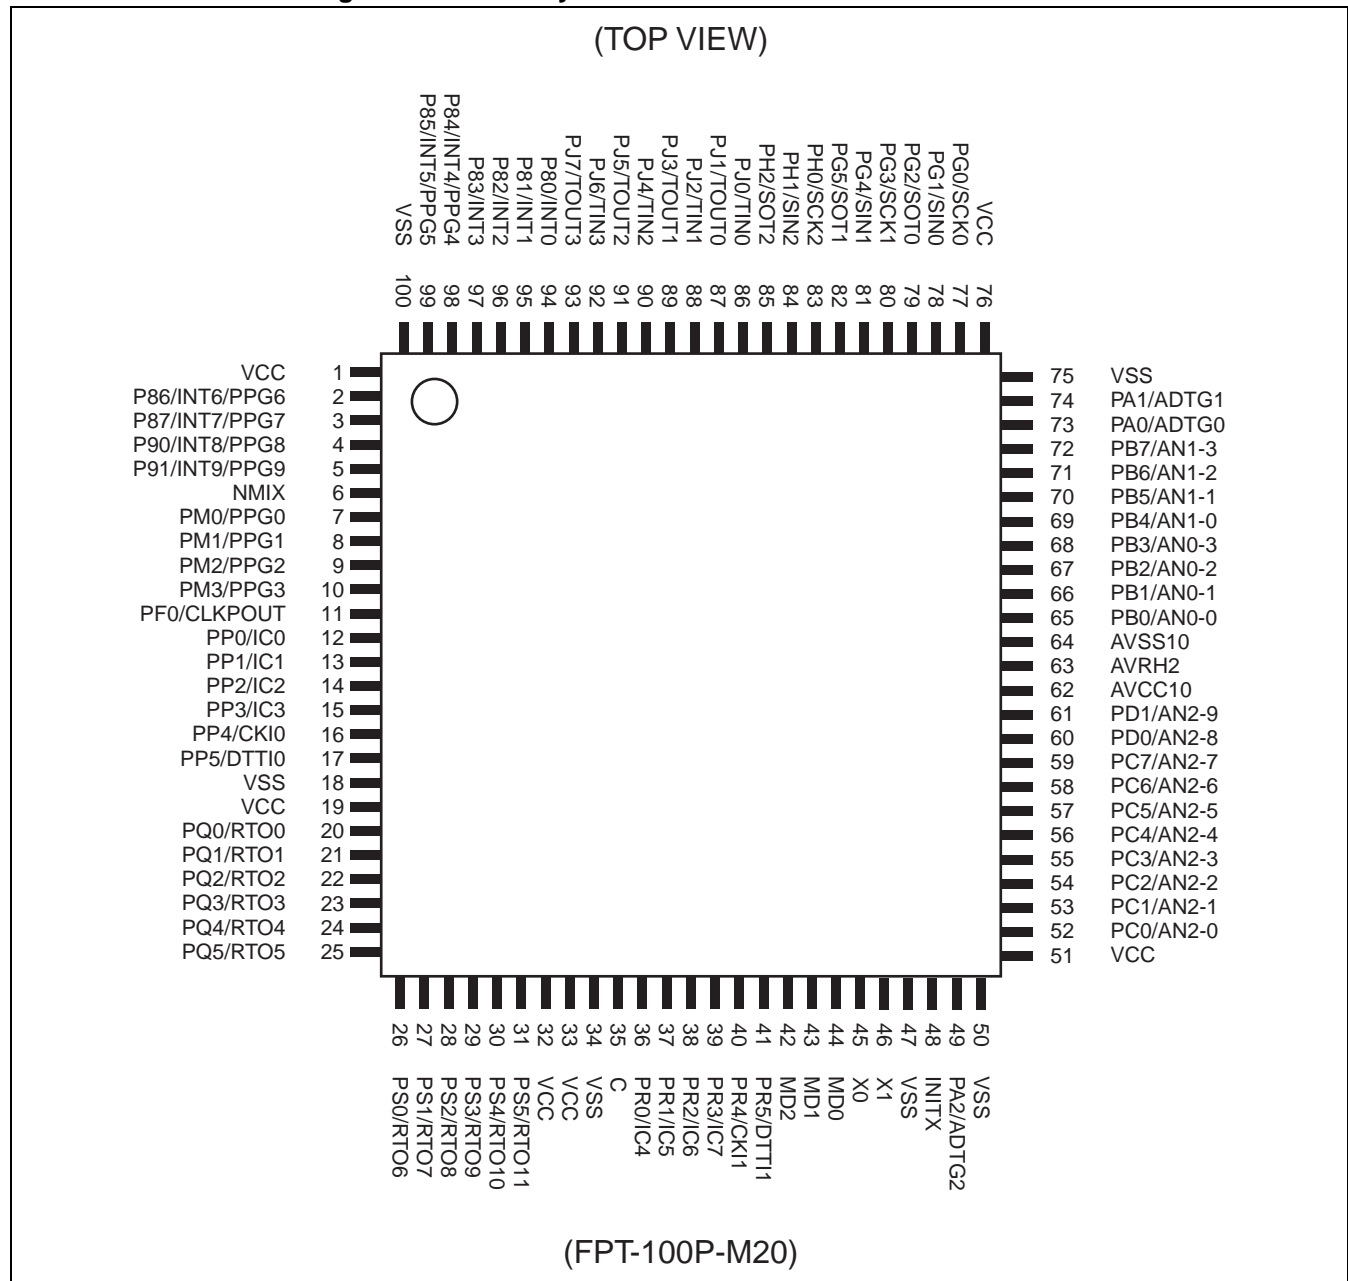 (TOP VIEW)
VSS
P85/INT5/PPG5
P84/INT4/PPG4
P83/INT3
P82/INT2
P81/INT1
P80/INT0
PJ7/TOUT3
PJ6/TIN3
PJ5/TOUT2
PJ4/TIN2
PJ3/TOUT1
PJ2/TIN1
PJ1/TOUT0
PJ0/TIN0
PH2/SOT2
PH1/SIN2
PH0/SCK2
PG5/SOT1
PG4/SIN1
PG3/SCK1
PG2/SOT0
PG1/SIN0
PG0/SCK0
VCC
100 99 98 97 96 95 94 93 92 91 90 89 88 87 86 85 84 83 82 81 80 79 78 77 76
VCC 1
P86/INT6/PPG6 2
P87/INT7/PPG7 3
P90/INT8/PPG8 4
P91/INT9/PPG9 5
NMIX 6
PM0/PPG0 7
PM1/PPG1 8
PM2/PPG2 9
PM3/PPG3 10
PF0/CLKPOUT 11
PP0/IC0 12
PP1/IC1 13
PP2/IC2 14
PP3/IC3 15
PP4/CKI0 16
PP5/DTTI0 17
VSS 18
VCC 19
PQ0/RTO0 20
PQ1/RTO1 21
PQ2/RTO2 22
PQ3/RTO3 23
PQ4/RTO4 24
PQ5/RTO5 25
75 VSS
74 PA1/ADTG1
73 PA0/ADTG0
72 PB7/AN1-3
71 PB6/AN1-2
70 PB5/AN1-1
69 PB4/AN1-0
68 PB3/AN0-3
67 PB2/AN0-2
66 PB1/AN0-1
65 PB0/AN0-0
64 AVSS10
63 AVRH2
62 AVCC10
61 PD1/AN2-9
60 PD0/AN2-8
59 PC7/AN2-7
58 PC6/AN2-6
57 PC5/AN2-5
56 PC4/AN2-4
55 PC3/AN2-3
54 PC2/AN2-2
53 PC1/AN2-1
52 PC0/AN2-0
51 VCC
26 27 28 29 30 31 32 33 34 35 36 37 38 39 40 41 42 43 44 45 46 47 48 49 50
PS0/RTO6
PS1/RTO7
PS2/RTO8
PS3/RTO9
PS4/RTO10
PS5/RTO11
VCC
VCC
VSS
C
PR0/IC4
PR1/IC5
PR2/IC6
PR3/IC7
PR4/CKI1
PR5/DTTI1
MD2
MD1
MD0
X0
X1
VSS
INITX
PA2/ADTG2
VSS
(FPT-100P-M20)